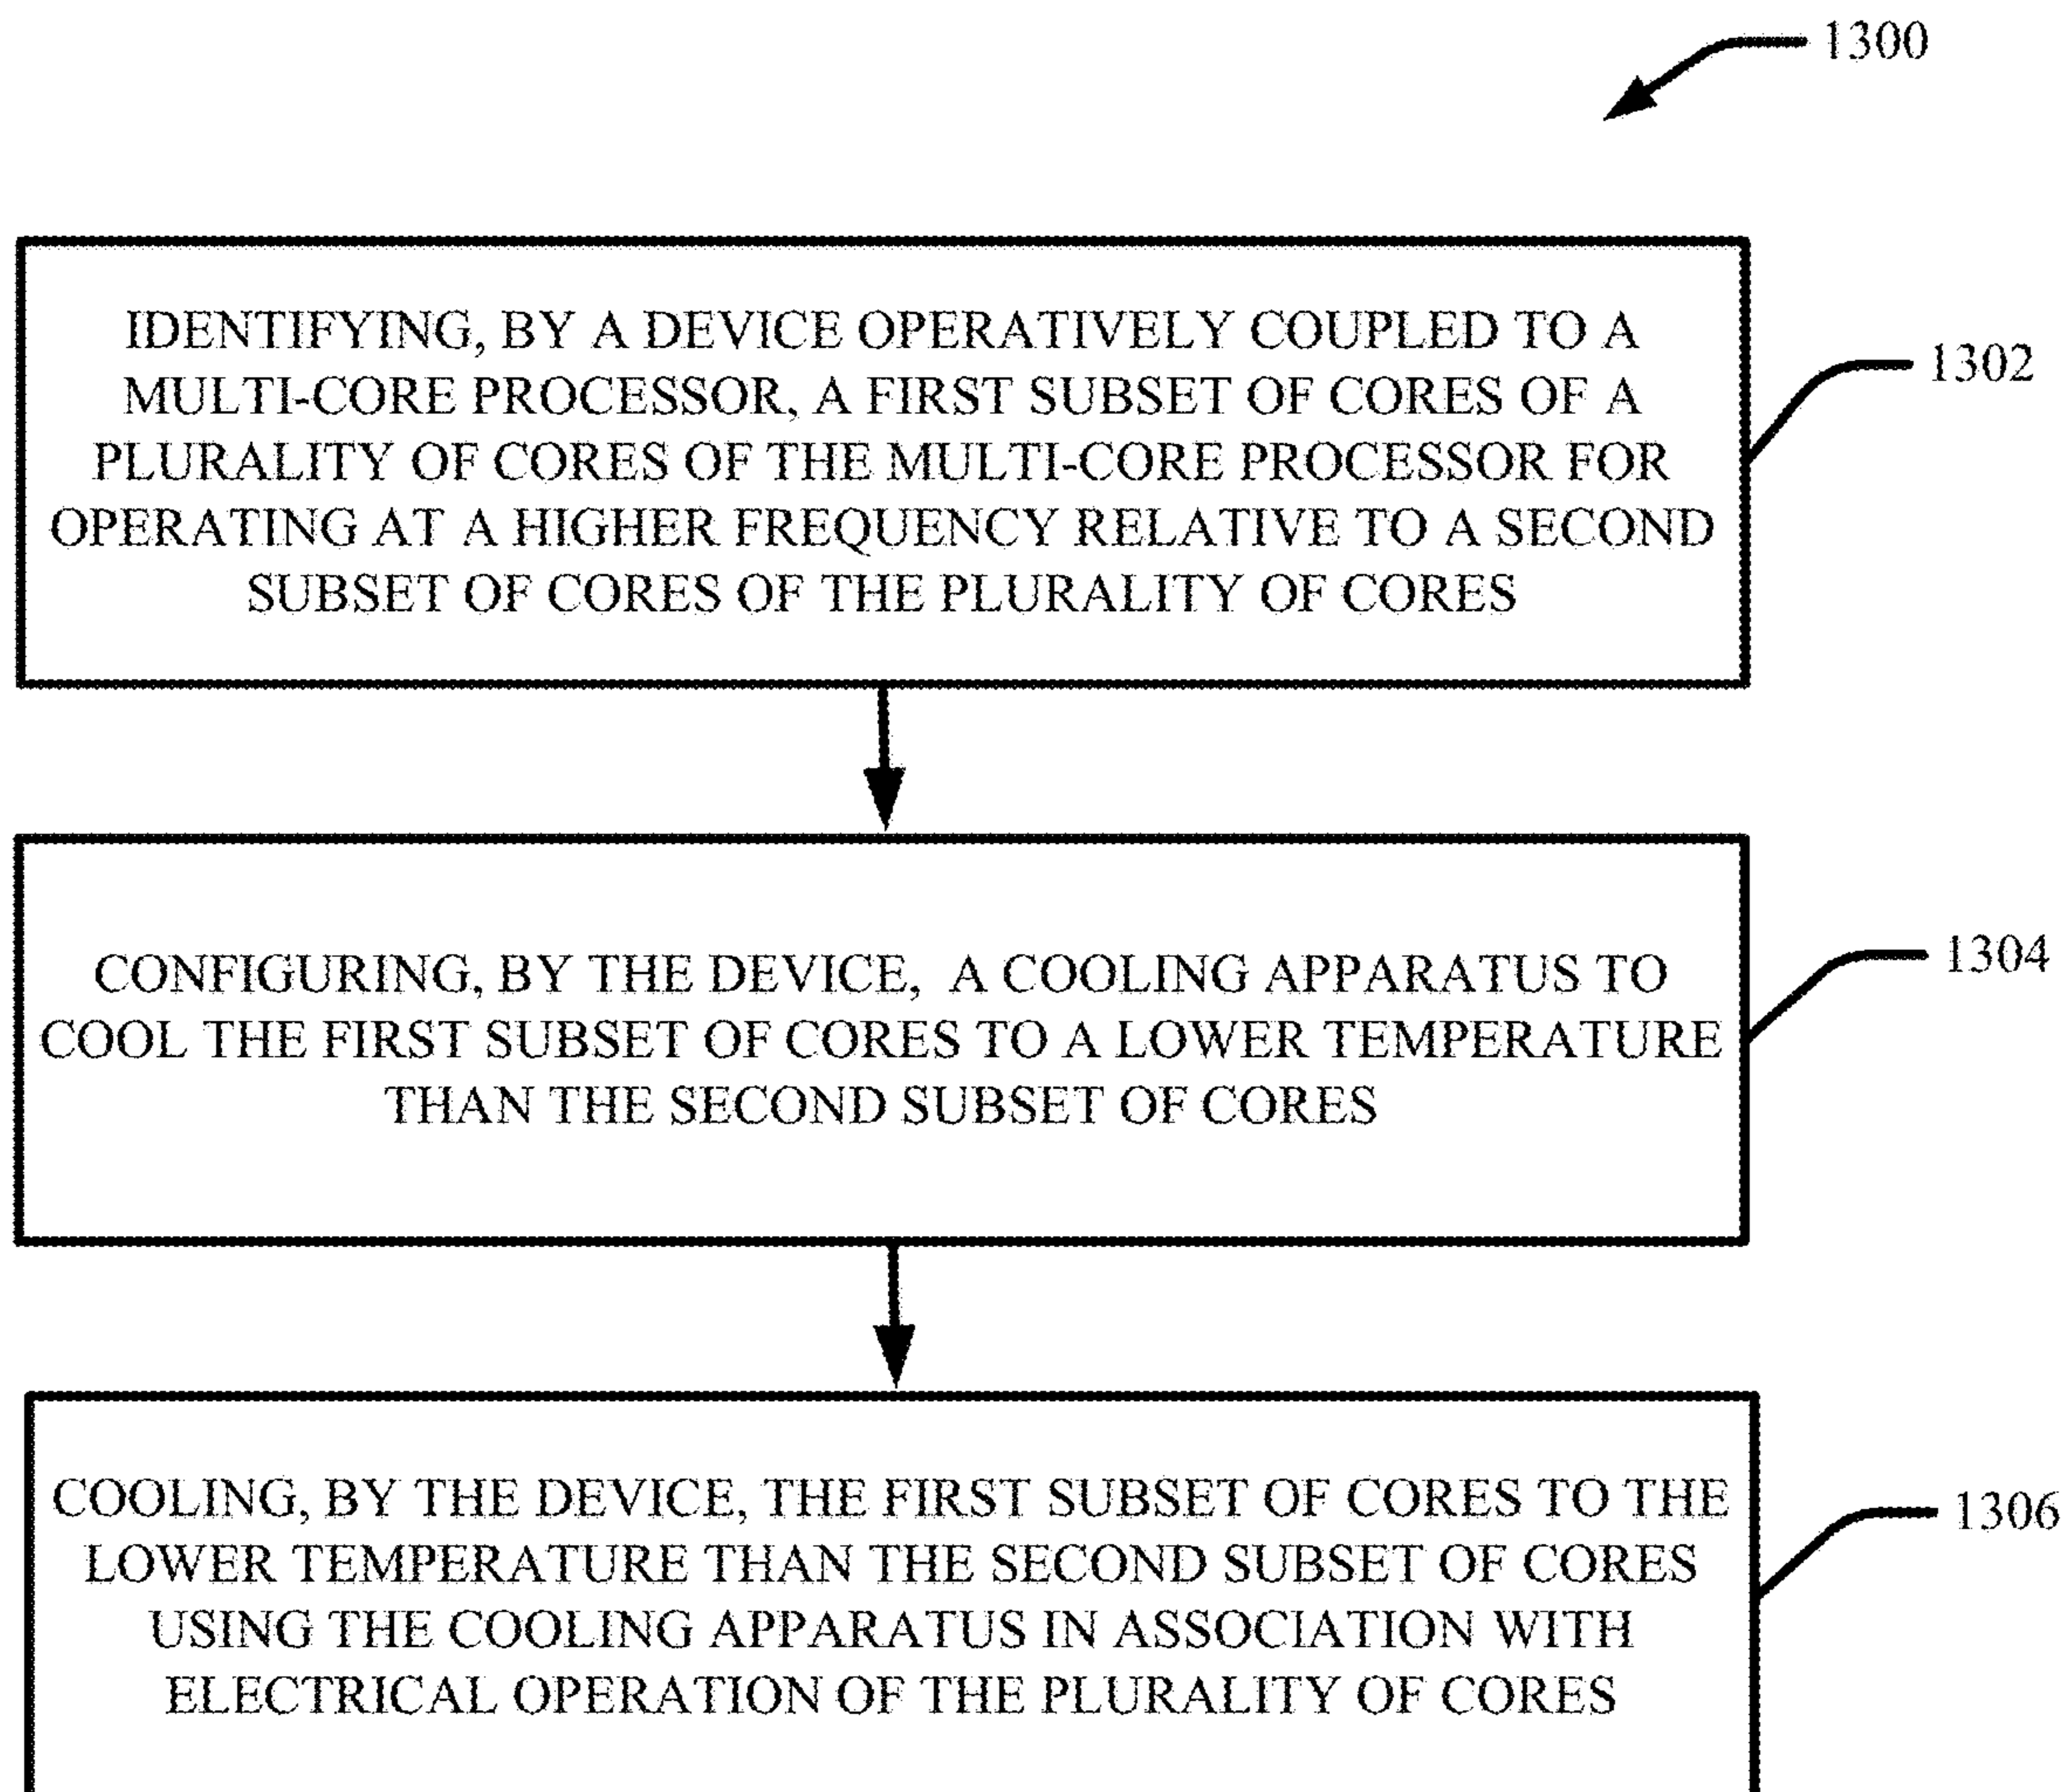 1300
IDENTIFYING, BY A DEVICE OPERATIVELY COUPLED TO A
MULTI-CORE PROCESSOR, A FIRST SUBSET OF CORES OF A
PLURALITY OF CORES OF THE MULTI-CORE PROCESSOR FOR
OPERATING AT A HIGHER FREQUENCY RELATIVE TO A SECOND
SUBSET OF CORES OF THE PLURALITY OF CORES
1302
CONFIGURING, BY THE DEVICE, A COOLING APPARATUS TO
COOL THE FIRST SUBSET OF CORES TO A LOWER TEMPERATURE
THAN THE SECOND SUBSET OF CORES
1304
COOLING, BY THE DEVICE, THE FIRST SUBSET OF CORES TO THE
LOWER TEMPERATURE THAN THE SECOND SUBSET OF CORES
USING THE COOLING APPARATUS IN ASSOCIATION WITH
ELECTRICAL OPERATION OF THE PLURALITY OF CORES
1306